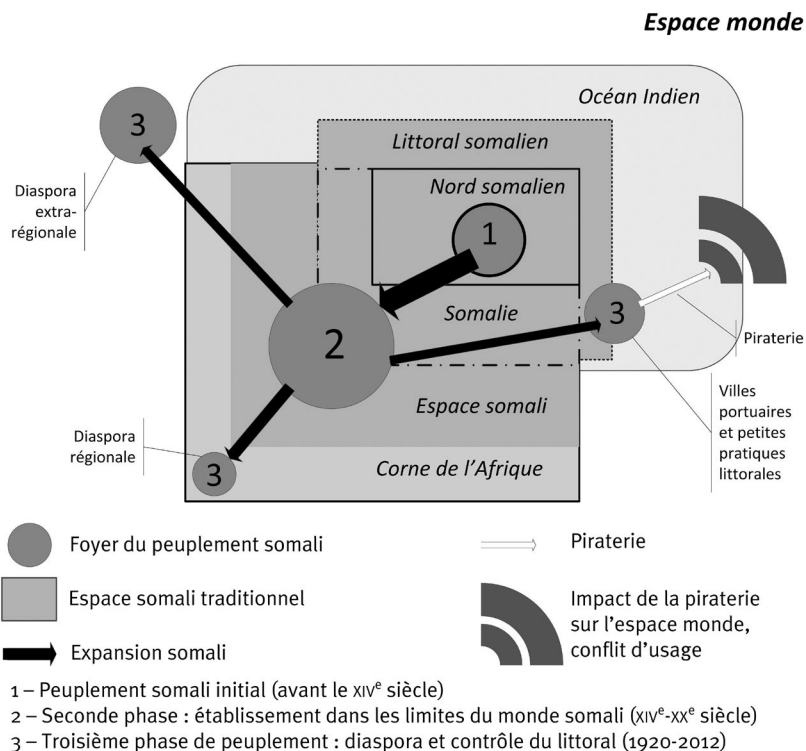 Espace monde
Océan Indien
Littoral somalien
3
Nord somalien
Diaspora
extra-
régionale
1
Somalie
3
2
Piraterie
Espace somali
Villes
portuaires
et petites
pratiques
littorales
Diaspora
régionale
3
Corne de l'Afrique
Foyer du peuplement somali
Piraterie
Espace somali traditionnel
Impact de la piraterie
sur l'espace monde,
conflit d'usage
Expansion somali
1 – Peuplement somali initial (avant le XIVe siècle)
2 – Seconde phase : établissement dans les limites du monde somali (XIVe-XXe siècle)
3 – Troisième phase de peuplement : diaspora et contrôle du littoral (1920-2012)